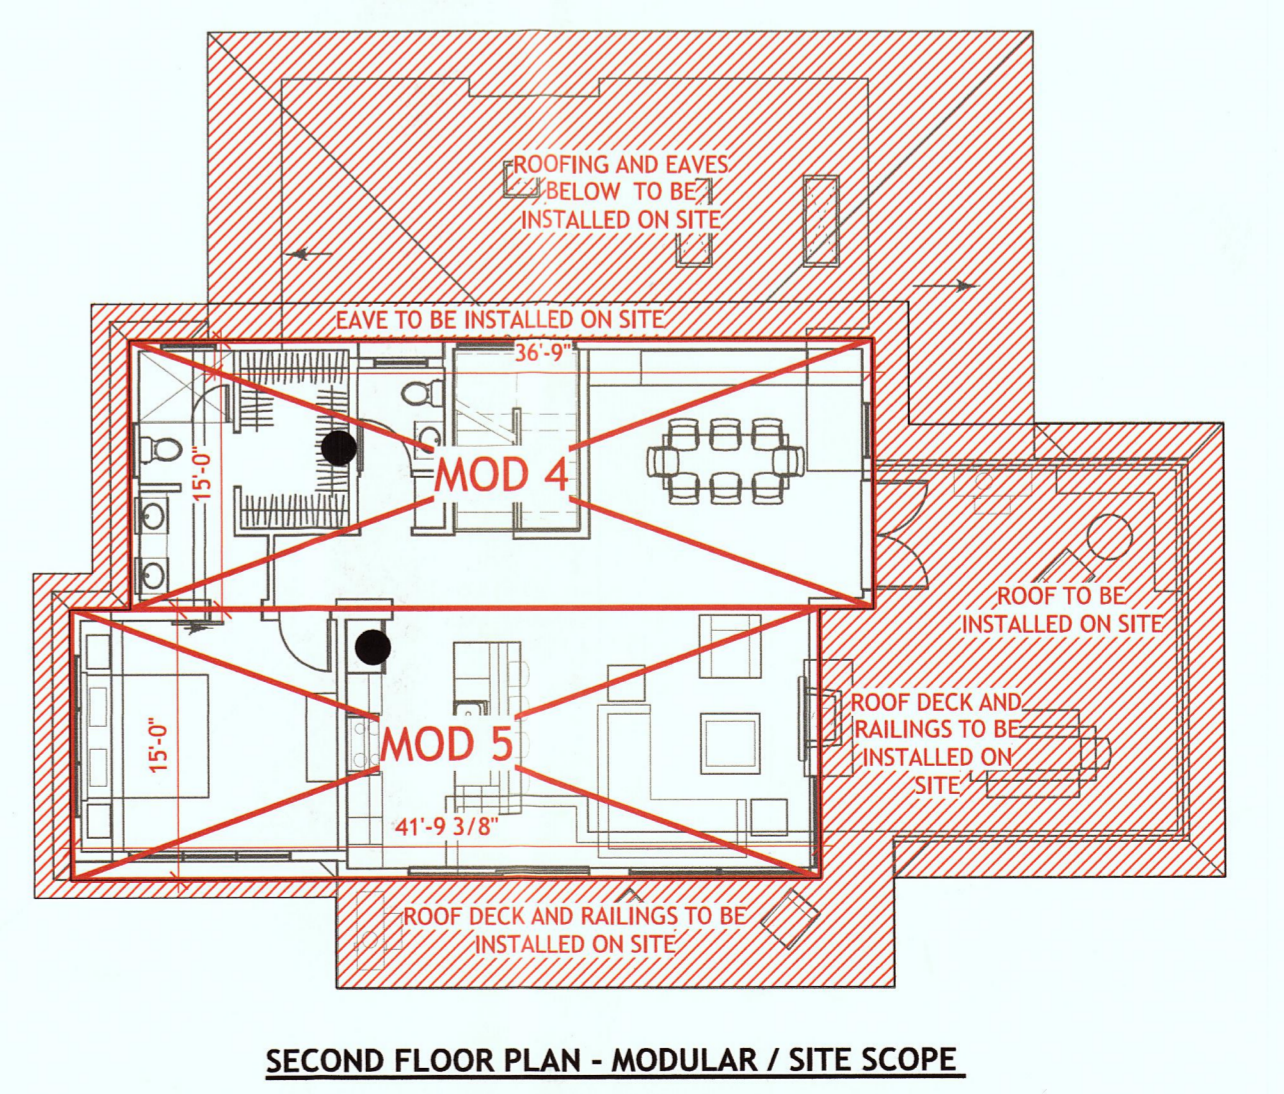 ROOFING AND EAVES
BELOW TO BE
INSTALLED ON SITE
EAVE TO BE INSTALLED ON SITE
36'-9"
15'-0"
MOD 4
ROOF TO BE
INSTALLED ON SITE
ROOF DECK AND
RAILINGS TO BE
INSTALLED ON
SITE
15'-0"
MOD 5
41'-9 3/8"
ROOF DECK AND RAILINGS TO BE
INSTALLED ON SITE
SECOND FLOOR PLAN - MODULAR / SITE SCOPE